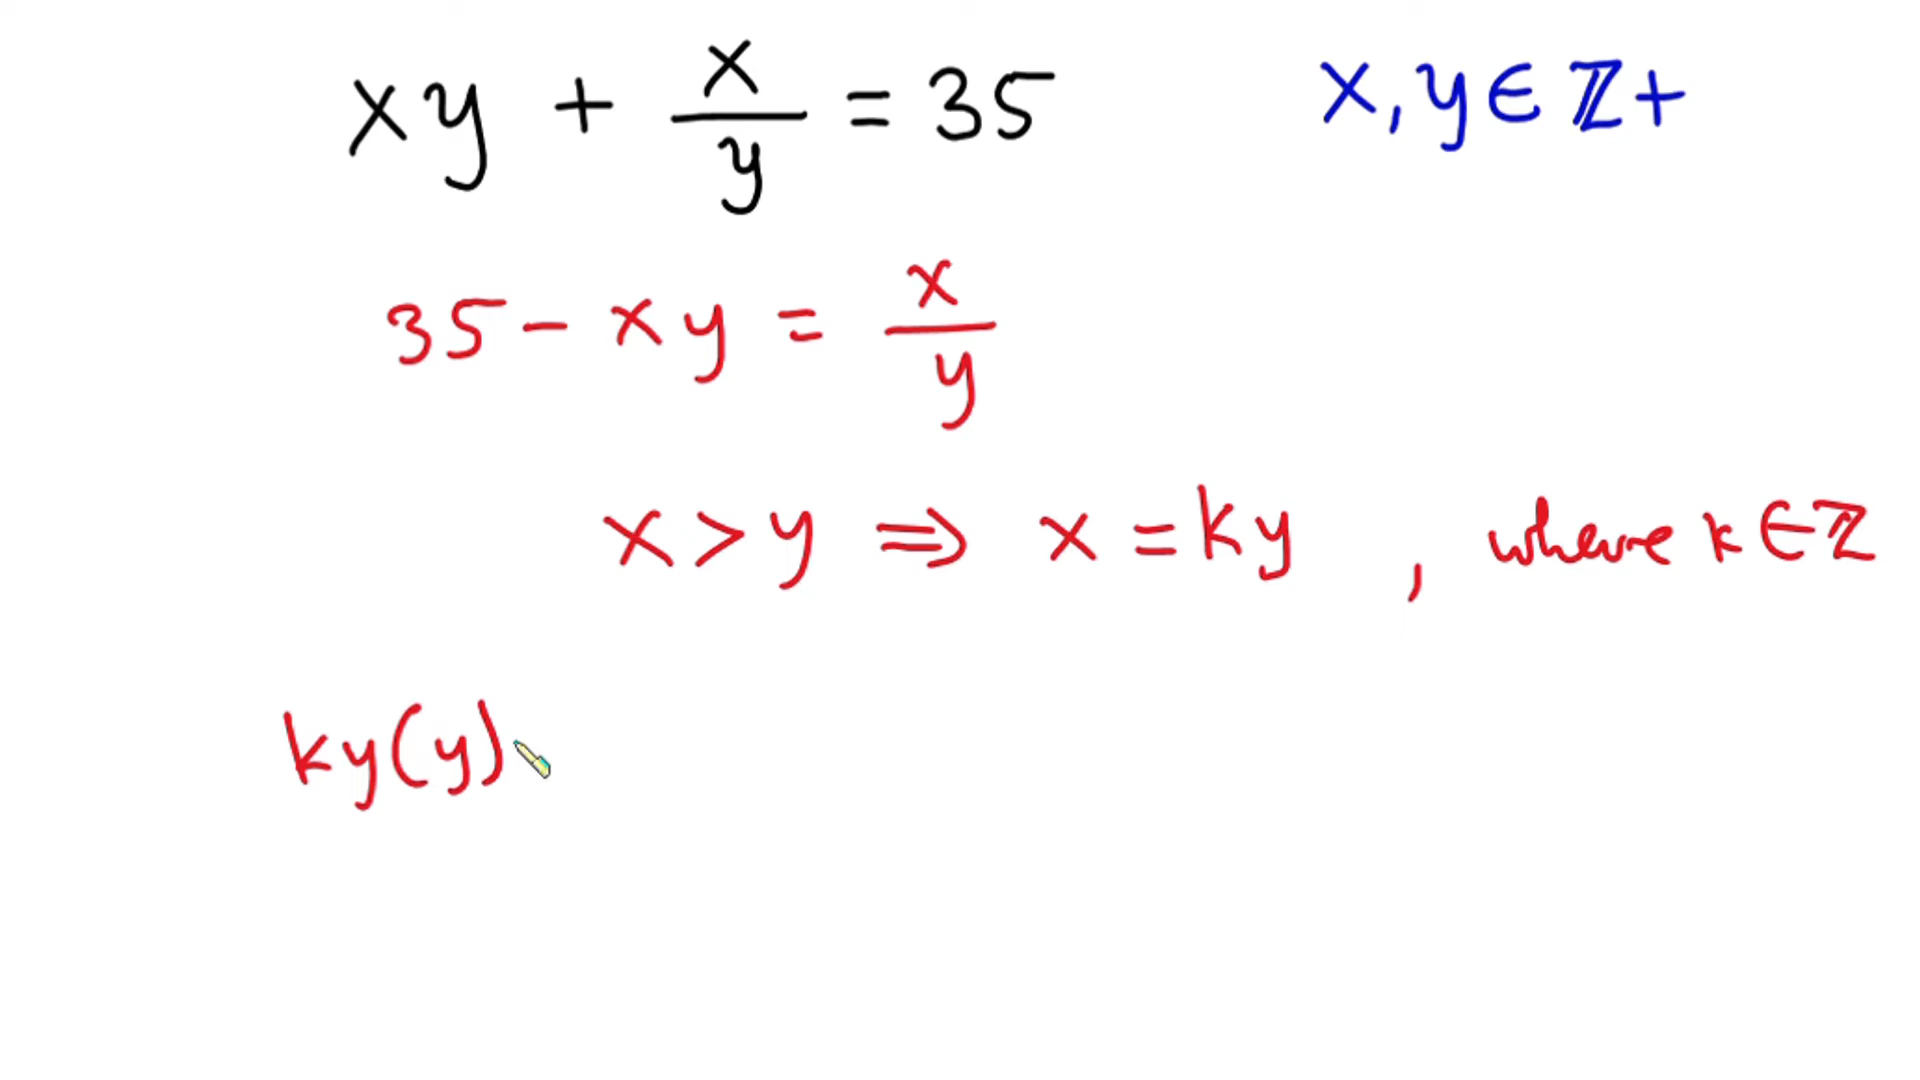 xy + x/y = 35 x, y ∈ ℤ+
35 - xy = x/y
x > y ⇒ x = ky , where k ∈ ℤ
ky(y)